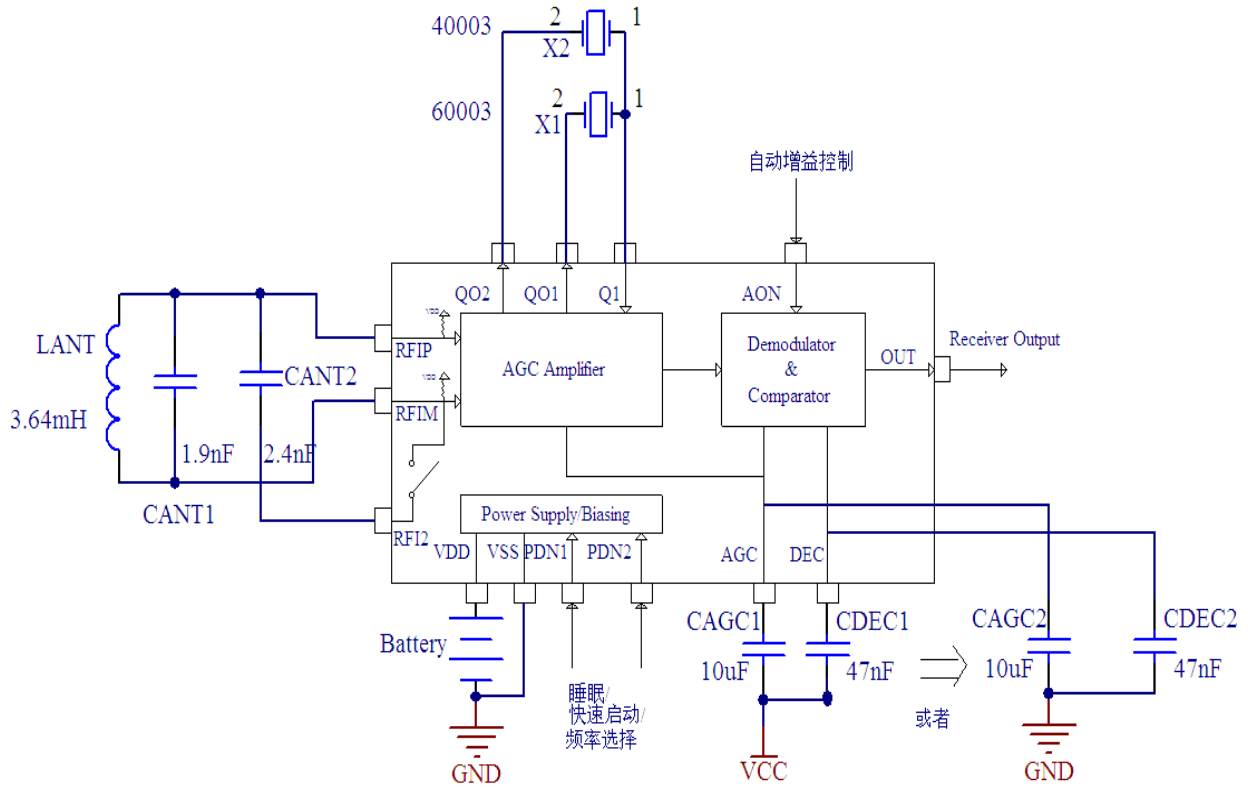 40003
2
1
X2
60003
2
1
X1
自动增益控制
QO2
QO1
Q1
AON
VDD
RFIP
AGC Amplifier
Demodulator
&
Comparator
OUT
Receiver Output
LANT
3.64mH
CANT2
VDD
RFIM
1.9nF
2.4nF
CANT1
RFI2
Power Supply/Biasing
VDD
VSS
PDN1
PDN2
AGC
DEC
Battery
CAGC1
CDEC1
10uF
47nF
CAGC2
CDEC2
10uF
47nF
睡眠/
快速启动/
频率选择
或者
GND
VCC
GND